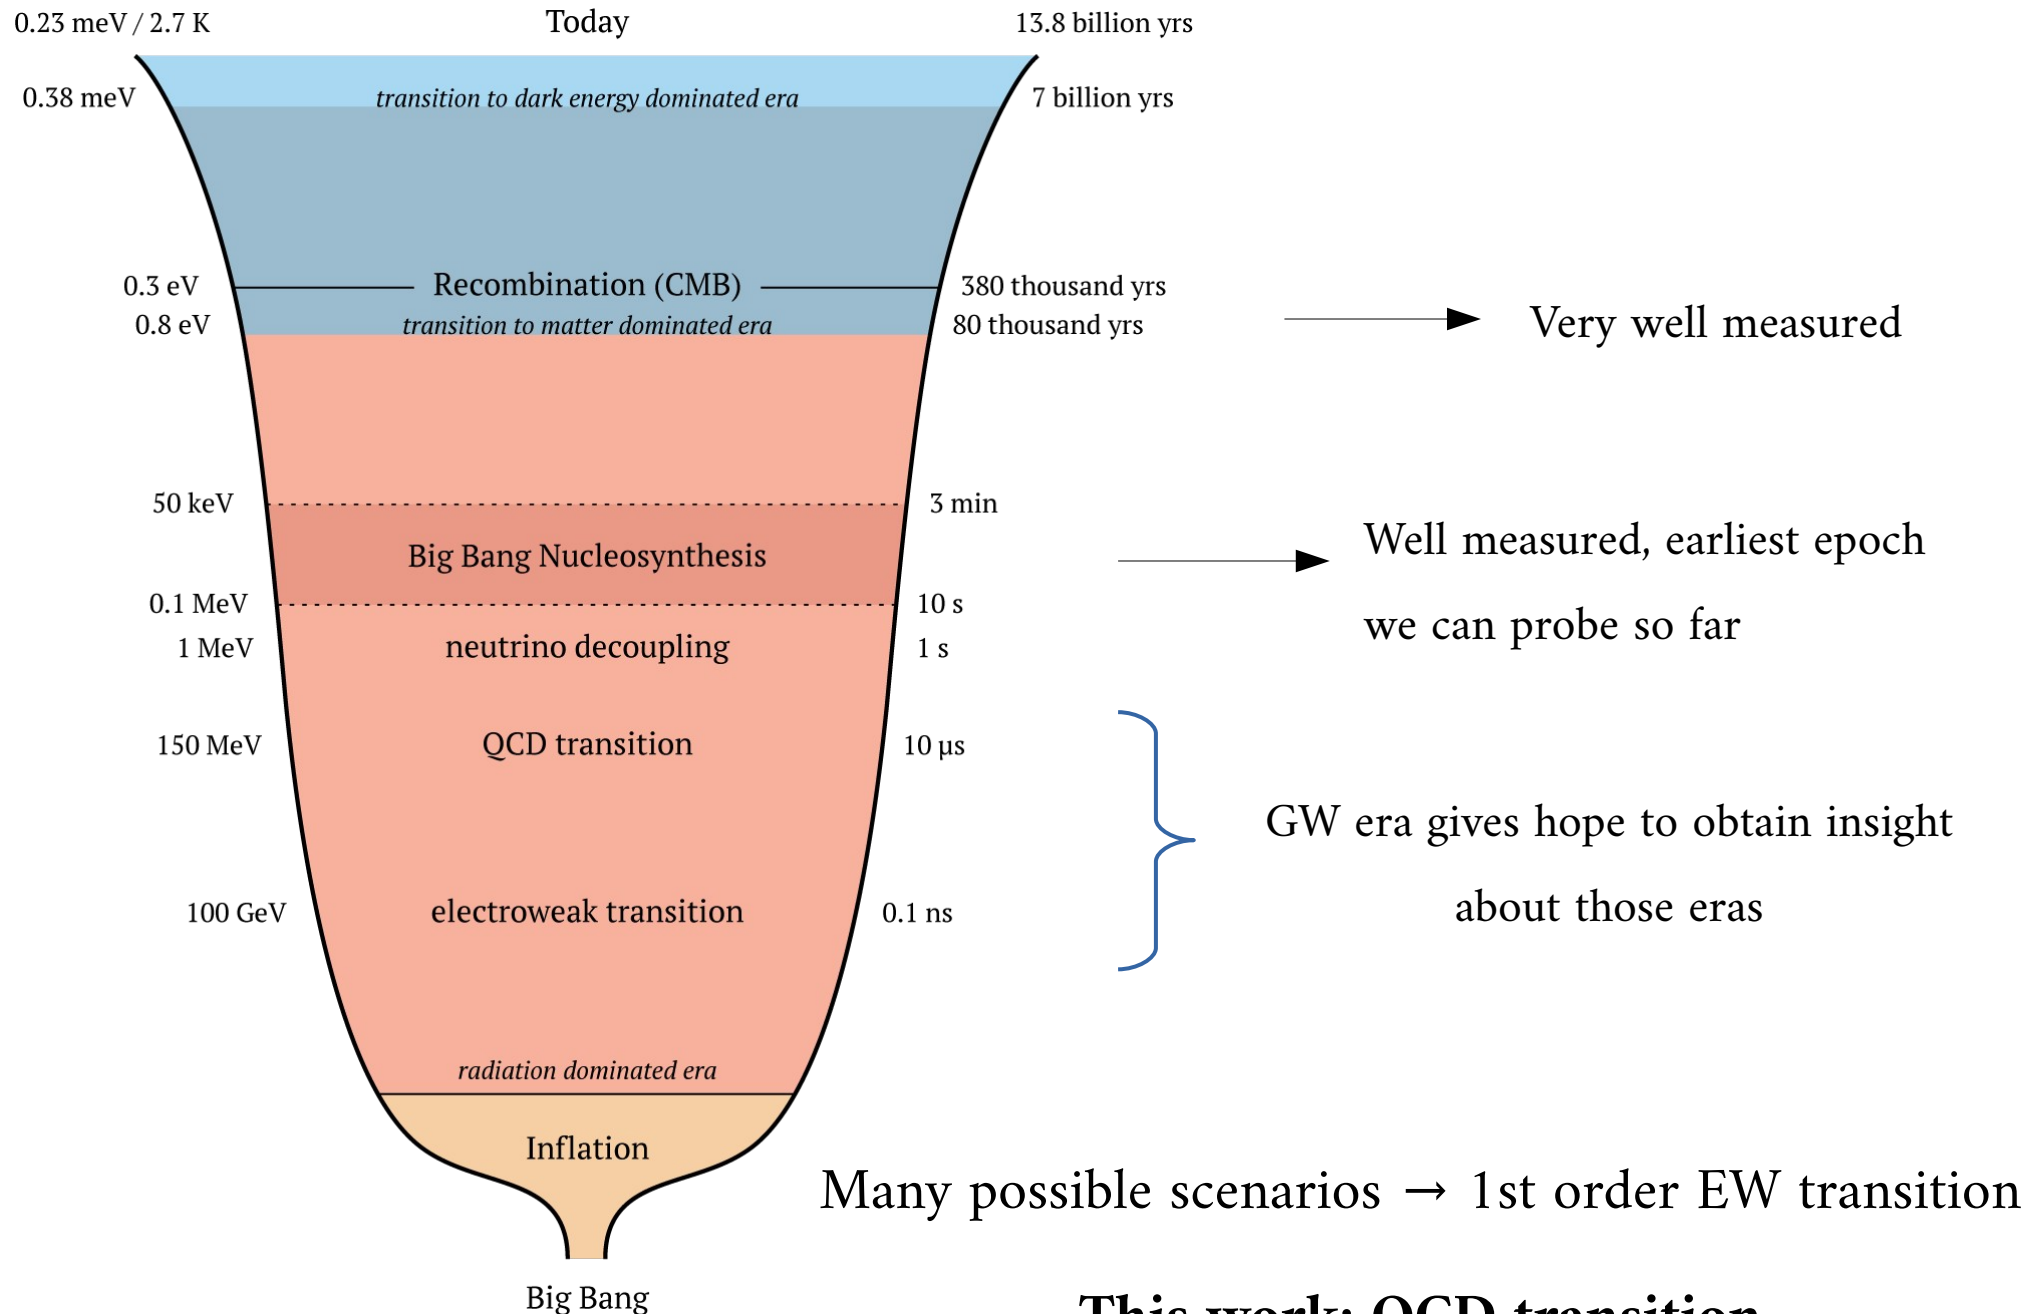 0.23 meV / 2.7 K Today 13.8 billion yrs
0.38 meV transition to dark energy dominated era 7 billion yrs
0.3 eV Recombination (CMB) 380 thousand yrs
0.8 eV transition to matter dominated era 80 thousand yrs
Very well measured
50 keV 3 min
Big Bang Nucleosynthesis
Well measured, earliest epoch
we can probe so far
0.1 MeV 10 s
1 MeV neutrino decoupling 1 s
150 MeV QCD transition 10 μs
GW era gives hope to obtain insight
about those eras
100 GeV electroweak transition 0.1 ns
radiation dominated era
Inflation
Many possible scenarios → 1st order EW transition
Big Bang
This work: QCD transition